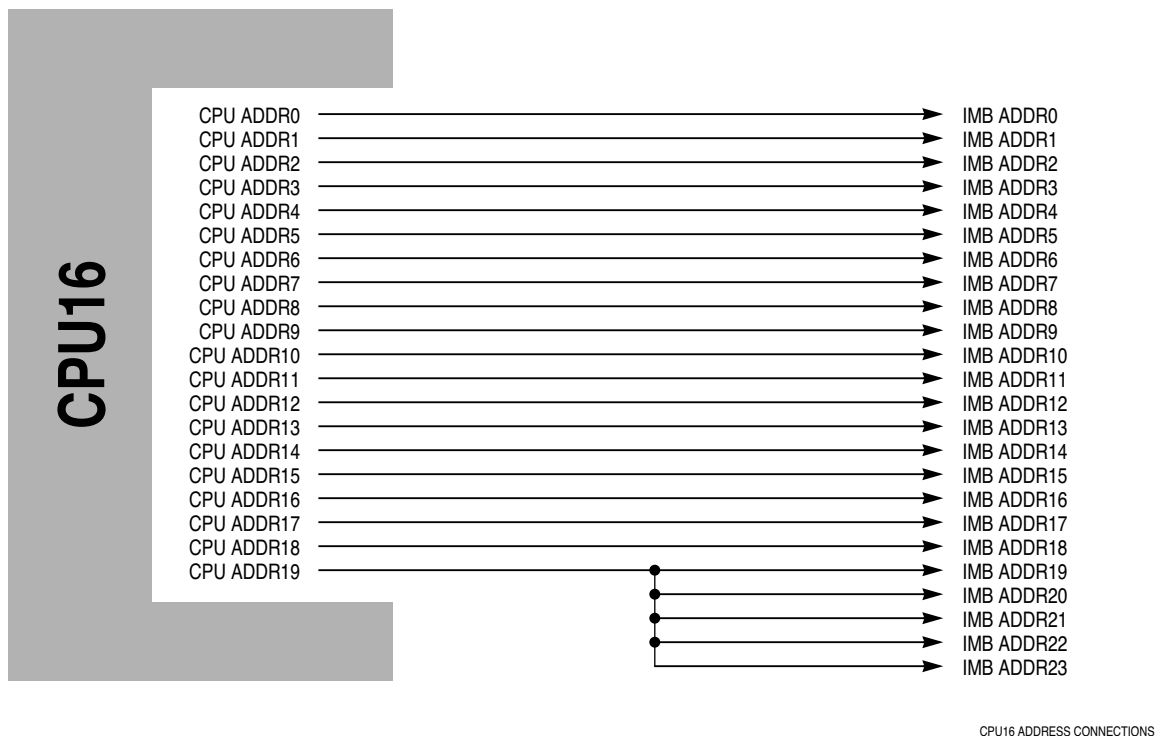 CPU16
CPU ADDR0 IMB ADDR0
CPU ADDR1 IMB ADDR1
CPU ADDR2 IMB ADDR2
CPU ADDR3 IMB ADDR3
CPU ADDR4 IMB ADDR4
CPU ADDR5 IMB ADDR5
CPU ADDR6 IMB ADDR6
CPU ADDR7 IMB ADDR7
CPU ADDR8 IMB ADDR8
CPU ADDR9 IMB ADDR9
CPU ADDR10 IMB ADDR10
CPU ADDR11 IMB ADDR11
CPU ADDR12 IMB ADDR12
CPU ADDR13 IMB ADDR13
CPU ADDR14 IMB ADDR14
CPU ADDR15 IMB ADDR15
CPU ADDR16 IMB ADDR16
CPU ADDR17 IMB ADDR17
CPU ADDR18 IMB ADDR18
CPU ADDR19 IMB ADDR19
IMB ADDR20
IMB ADDR21
IMB ADDR22
IMB ADDR23
CPU16 ADDRESS CONNECTIONS